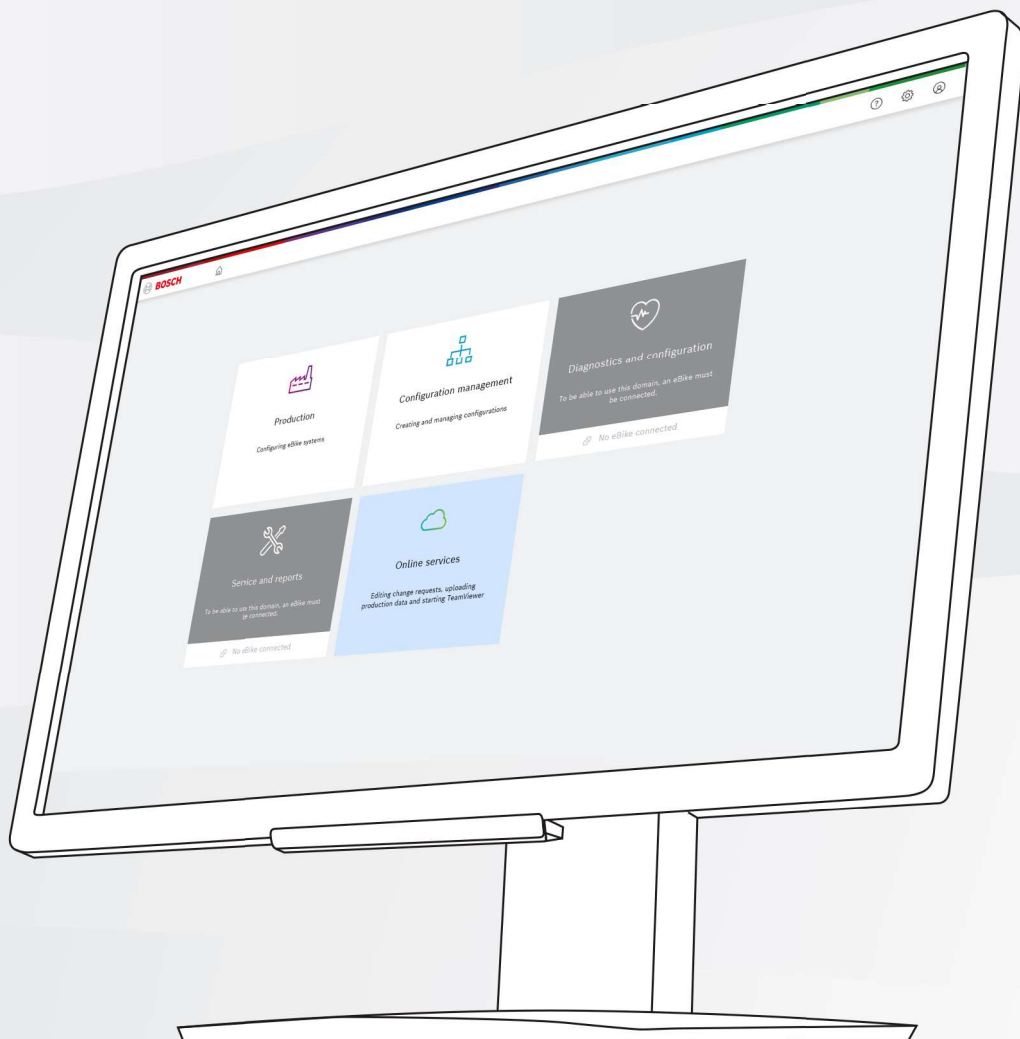 BOSCH
Production
Configuring eBike systems
Configuration management
Creating and managing configurations
Diagnostics and configuration
To be able to use this domain, an eBike must
be connected.
No eBike connected
Service and reports
To be able to use this domain, an eBike must
be connected.
No eBike connected
Online services
Editing change requests, uploading
production data and starting TeamViewer